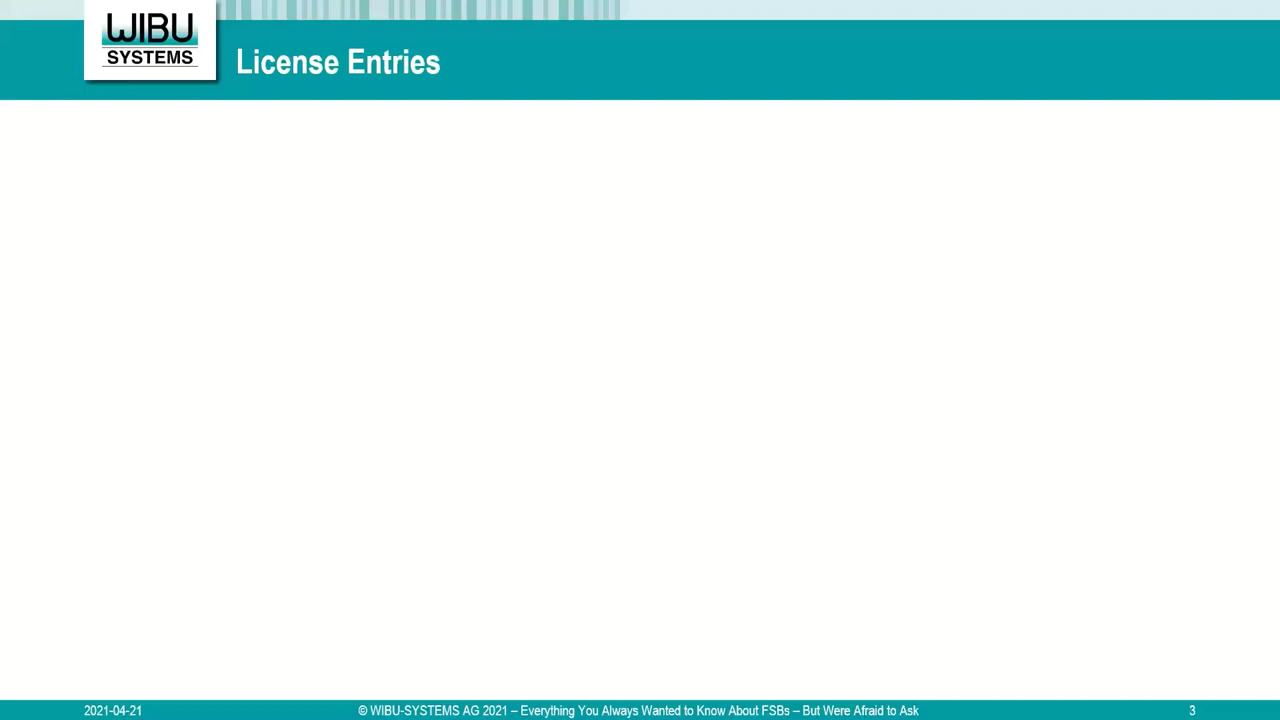 WIBU
SYSTEMS
License Entries
2021-04-21
© WIBU-SYSTEMS AG 2021 – Everything You Always Wanted to Know About FSBs – But Were Afraid to Ask
3